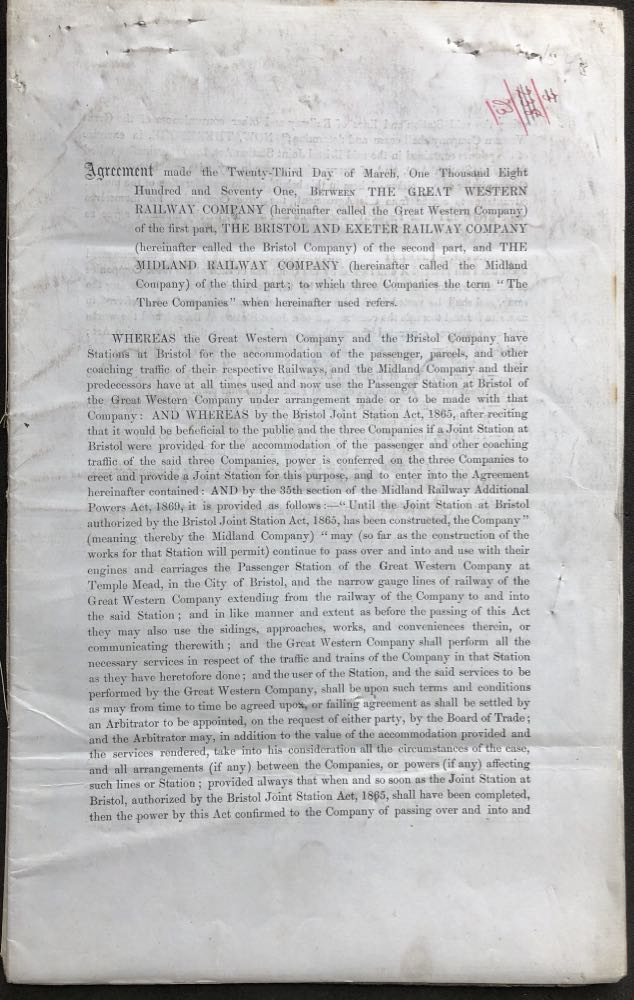 Agreement made the Twenty-Third Day of March, One Thousand Eight
Hundred and Seventy One, BETWEEN THE GREAT WESTERN
RAILWAY COMPANY (hereinafter called the Great Western Company)
of the first part, THE BRISTOL AND EXETER RAILWAY COMPANY
(hereinafter called the Bristol Company) of the second part, and THE
MIDLAND RAILWAY COMPANY (hereinafter called the Midland
Company) of the third part; to which three Companies the term "The
Three Companies" when hereinafter used refers.
WHEREAS the Great Western Company and the Bristol Company have
Stations at Bristol for the accommodation of the passenger, parcels, and other
coaching traffic of their respective Railways, and the Midland Company and their
predecessors have at all times used and now use the Passenger Station at Bristol of
the Great Western Company under arrangement made or to be made with that
Company: AND WHEREAS by the Bristol Joint Station Act, 1865, after reciting
that it would be beneficial to the public and the three Companies if a Joint Station at
Bristol were provided for the accommodation of the passenger and other coaching
traffic of the said three Companies, power is conferred on the three Companies to
erect and provide a Joint Station for this purpose, and to enter into the Agreement
hereinafter contained: AND by the 35th section of the Midland Railway Additional
Powers Act, 1869, it is provided as follows:—"Until the Joint Station at Bristol
authorized by the Bristol Joint Station Act, 1865, has been constructed, the Company"
(meaning thereby the Midland Company) "may (so far as the construction of the
works for that Station will permit) continue to pass over and into and use with their
engines and carriages the Passenger Station of the Great Western Company at
Temple Mead, in the City of Bristol, and the narrow gauge lines of railway of the
Great Western Company extending from the railway of the Company to and into
the said Station; and in like manner and extent as before the passing of this Act
they may also use the sidings, approaches, works, and conveniences therein, or
communicating therewith; and the Great Western Company shall perform all the
necessary services in respect of the traffic and trains of the Company in that Station
as they have heretofore done; and the user of the Station, and the said services to be
performed by the Great Western Company, shall be upon such terms and conditions
as may from time to time be agreed upon, or failing agreement as shall be settled by
an Arbitrator to be appointed, on the request of either party, by the Board of Trade;
and the Arbitrator may, in addition to the value of the accommodation provided and
the services rendered, take into his consideration all the circumstances of the case,
and all arrangements (if any) between the Companies, or powers (if any) affecting
such lines or Station; provided always that when and so soon as the Joint Station at
Bristol, authorized by the Bristol Joint Station Act, 1865, shall have been completed,
then the power by this Act confirmed to the Company of passing over and into and